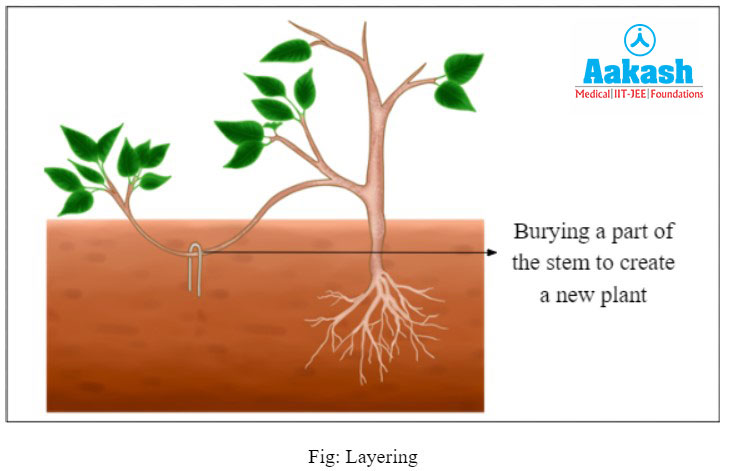 Aakash
Medical|IIT-JEE|Foundations
Burying a part of
the stem to create
a new plant
Fig: Layering